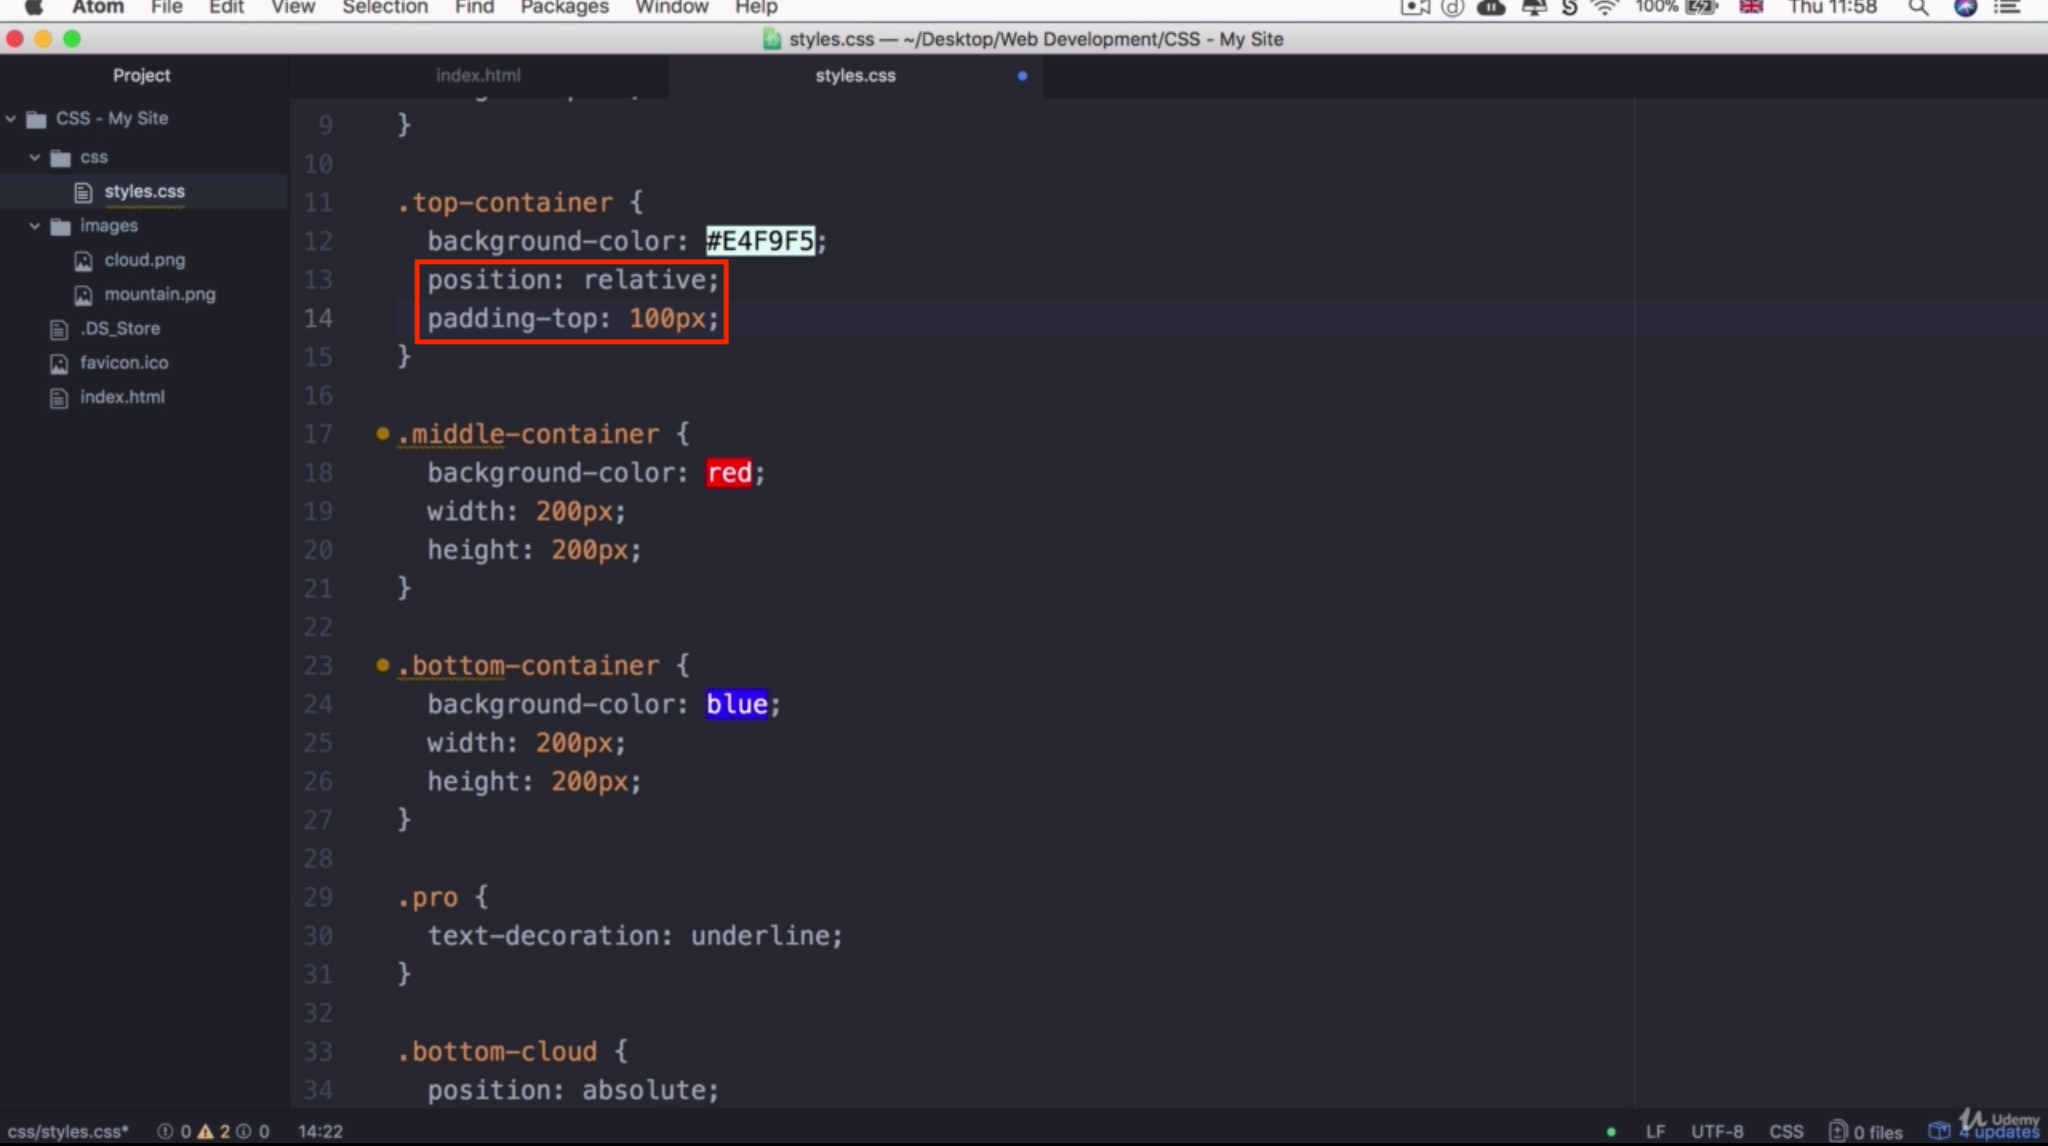 Atom File Edit View Selection Find Packages Window Help 100% Thu 11:58
styles.css — ~/Desktop/Web Development/CSS - My Site
Project index.html styles.css
CSS - My Site
css
styles.css
images
cloud.png
mountain.png
.DS_Store
favicon.ico
index.html
9 }
10
11 .top-container {
12 background-color: #E4F9F5;
13 position: relative;
14 padding-top: 100px;
15 }
16
17 .middle-container {
18 background-color: red;
19 width: 200px;
20 height: 200px;
21 }
22
23 .bottom-container {
24 background-color: blue;
25 width: 200px;
26 height: 200px;
27 }
28
29 .pro {
30 text-decoration: underline;
31 }
32
33 .bottom-cloud {
34 position: absolute;
css/styles.css* 0 2 0 14:22 LF UTF-8 CSS 0 files 4 updates
Udemy